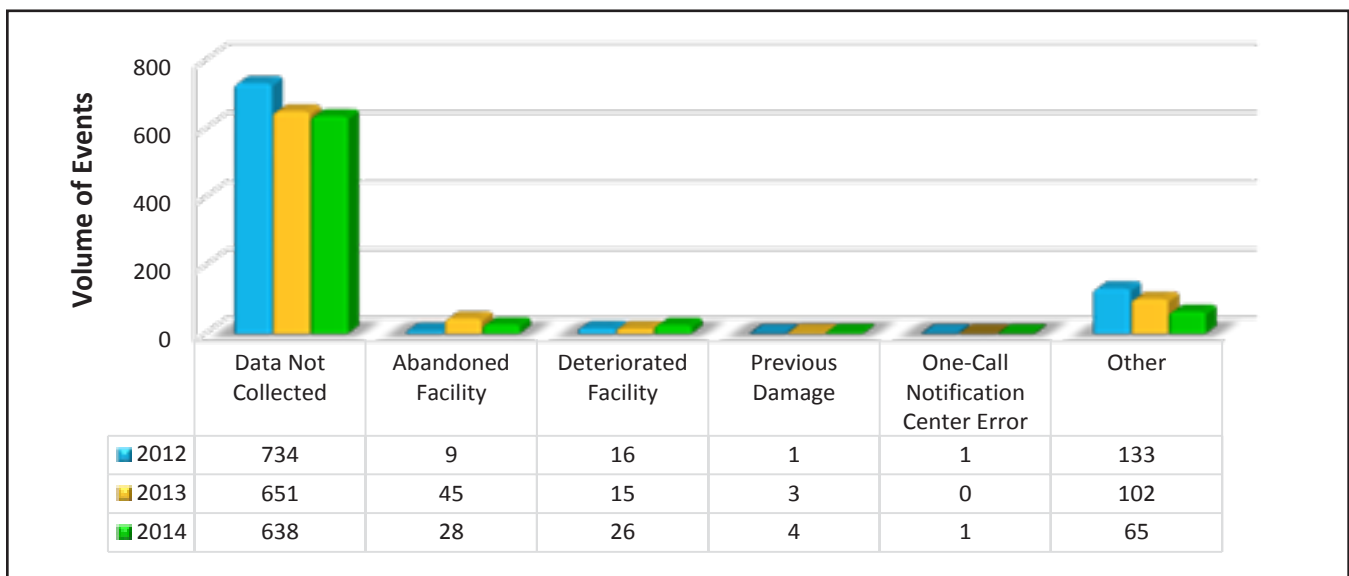 Volume of Events
800
600
400
200
0
Data Not Collected Abandoned Facility Deteriorated Facility Previous Damage One-Call Notification Center Error Other
2012 734 9 16 1 1 133
2013 651 45 15 3 0 102
2014 638 28 26 4 1 65